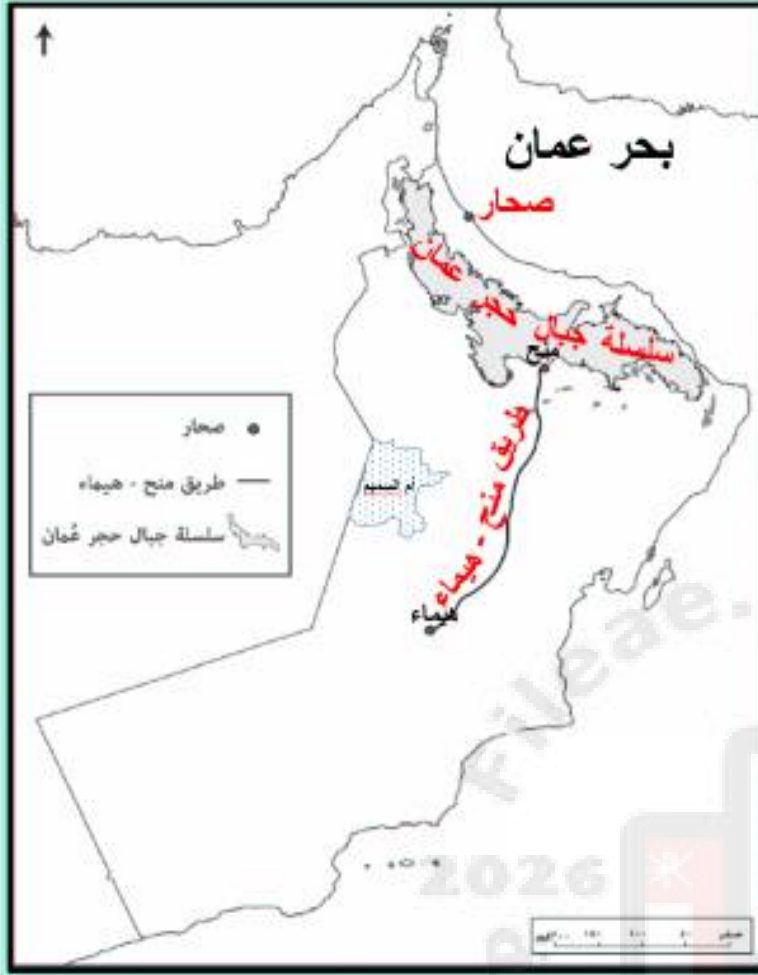 بحر عمان
صحار
سلسلة جبال حجر عمان
منح
طريق منح - هيماء
أم السميم
هيماء
صحار
طريق منح - هيماء
سلسلة جبال حجر عُمان
Fileae.
2026